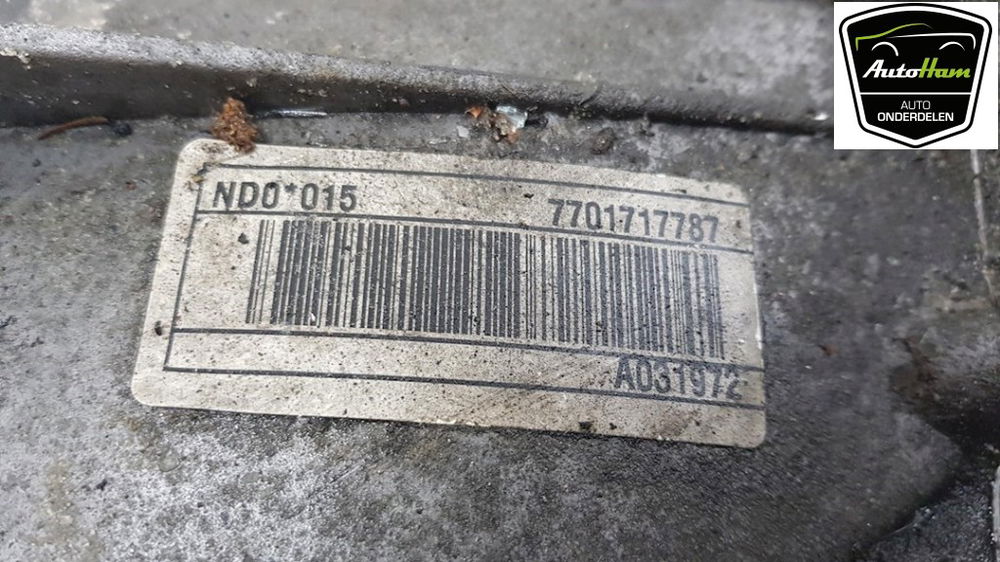 AutoHam
AUTO
ONDERDELEN
ND0*015 7701717787
A031972